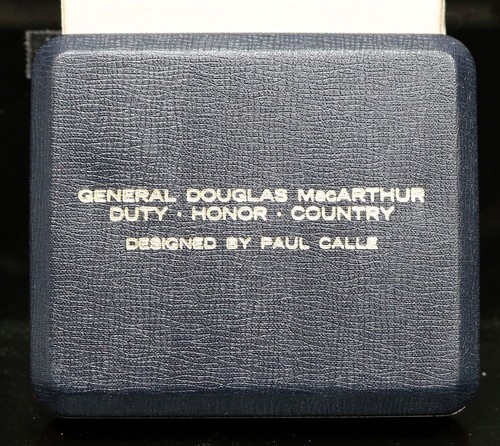 GENERAL DOUGLAS MacARTHUR
DUTY · HONOR · COUNTRY
DESIGNED BY PAUL CALLE